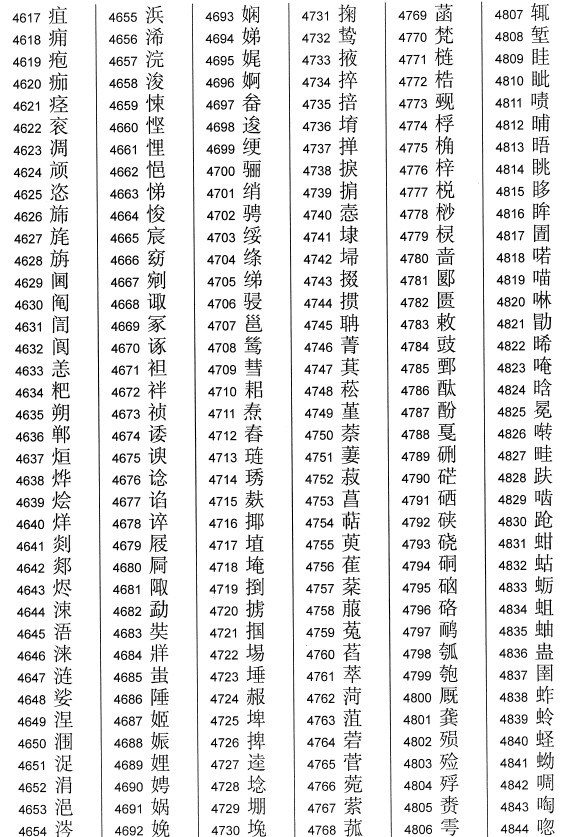 4617 疽
4618 痈
4619 疱
4620 痂
4621 痉
4622 衮
4623 凋
4624 颃
4625 恣
4626 旆
4627 旄
4628 旃
4629 阃
4630 阄
4631 訚
4632 阆
4633 恙
4634 粑
4635 朔
4636 郸
4637 烜
4638 烨
4639 烩
4640 烊
4641 剡
4642 郯
4643 烬
4644 涑
4645 浯
4646 涞
4647 涟
4648 娑
4649 涅
4650 涠
4651 浞
4652 涓
4653 浥
4654 涔
4655 浜
4656 浠
4657 浣
4658 浚
4659 悚
4660 悭
4661 悝
4662 悒
4663 悌
4664 悛
4665 宸
4666 窈
4667 剜
4668 诹
4669 冢
4670 诼
4671 袒
4672 袢
4673 祯
4674 诿
4675 谀
4676 谂
4677 谄
4678 谇
4679 屐
4680 屙
4681 陬
4682 勐
4683 奘
4684 牂
4685 蚩
4686 陲
4687 姬
4688 娠
4689 娌
4690 娉
4691 娲
4692 娩
4693 娴
4694 娣
4695 娓
4696 婀
4697 畚
4698 逡
4699 绠
4700 骊
4701 绡
4702 骋
4703 绥
4704 绦
4705 绨
4706 骎
4707 邕
4708 鸶
4709 彗
4710 耜
4711 焘
4712 舂
4713 琏
4714 琇
4715 麸
4716 揶
4717 埴
4718 埯
4719 捯
4720 掳
4721 掴
4722 埸
4723 埵
4724 赧
4725 埤
4726 捭
4727 逵
4728 埝
4729 堋
4730 堍
4731 掬
4732 鸷
4733 掖
4734 捽
4735 掊
4736 堉
4737 掸
4738 捩
4739 掮
4740 悫
4741 埭
4742 埽
4743 掇
4744 掼
4745 聃
4746 菁
4747 萁
4748 菘
4749 堇
4750 萘
4751 萋
4752 菽
4753 菖
4754 萜
4755 萸
4756 萑
4757 棻
4758 菔
4759 菟
4760 萏
4761 萃
4762 菏
4763 菹
4764 菪
4765 菅
4766 菀
4767 萦
4768 菰
4769 菡
4770 梵
4771 梿
4772 梏
4773 觋
4774 桴
4775 桷
4776 梓
4777 棁
4778 桫
4779 棂
4780 啬
4781 郾
4782 匮
4783 敕
4784 豉
4785 鄄
4786 酞
4787 酚
4788 戛
4789 硎
4790 硭
4791 硒
4792 硖
4793 硗
4794 硐
4795 硇
4796 硌
4797 鸸
4798 瓠
4799 匏
4800 厩
4801 龚
4802 殒
4803 殓
4804 殍
4805 赉
4806 雩
4807 辄
4808 堑
4809 眭
4810 眦
4811 啧
4812 晡
4813 晤
4814 眺
4815 眵
4816 眸
4817 圊
4818 喏
4819 喵
4820 啉
4821 勖
4822 晞
4823 唵
4824 晗
4825 冕
4826 啭
4827 畦
4828 趺
4829 啮
4830 跄
4831 蚶
4832 蛄
4833 蛎
4834 蛆
4835 蚰
4836 蛊
4837 圉
4838 蚱
4839 蛉
4840 蛏
4841 蚴
4842 啁
4843 啕
4844 唿